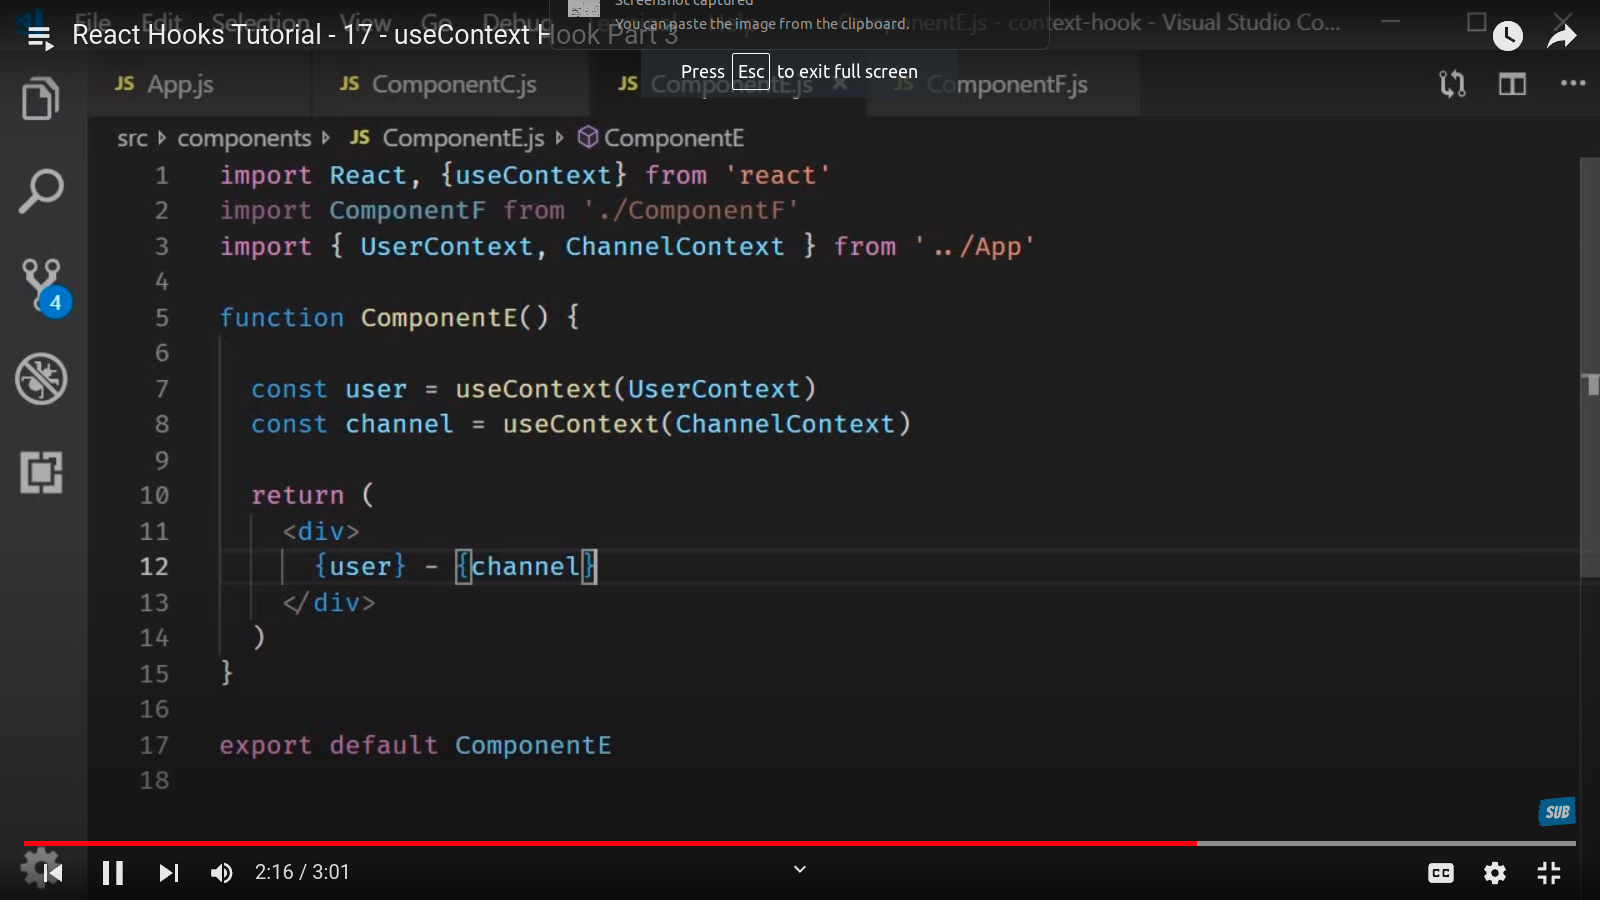 File Edit Selection View Go Debug Terminal Help ComponentE.js - context-hook - Visual Studio Co...
Screenshot captured
You can paste the image from the clipboard.
React Hooks Tutorial - 17 - useContext Hook Part 3
Press Esc to exit full screen
JS App.js JS ComponentC.js JS ComponentE.js × JS ComponentF.js
src components JS ComponentE.js ComponentE
1 import React, {useContext} from 'react'
2 import ComponentF from './ComponentF'
3 import { UserContext, ChannelContext } from '../App'
4
5 function ComponentE() {
6
7 const user = useContext(UserContext)
8 const channel = useContext(ChannelContext)
9
10 return (
11 <div>
12 {user} - {channel}
13 </div>
14 )
15 }
16
17 export default ComponentE
18
4
SUB
2:16 / 3:01
CC